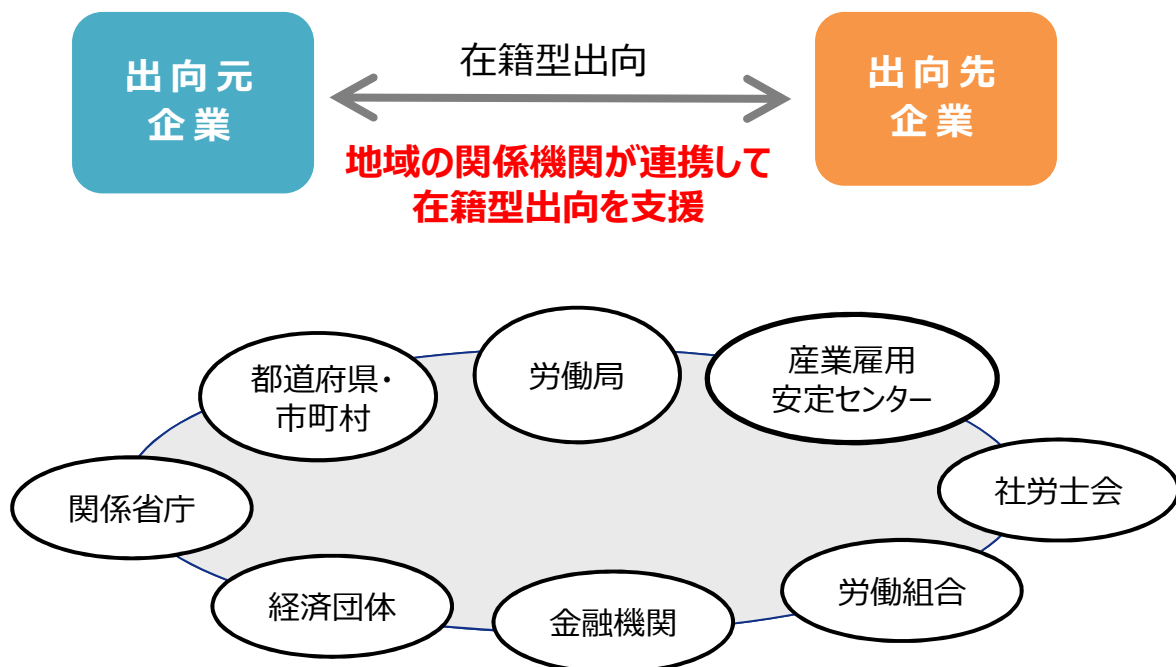 出向元
企業
在籍型出向
出向先
企業
地域の関係機関が連携して
在籍型出向を支援
都道府県・
市町村
労働局
産業雇用
安定センター
関係省庁
社労士会
経済団体
金融機関
労働組合